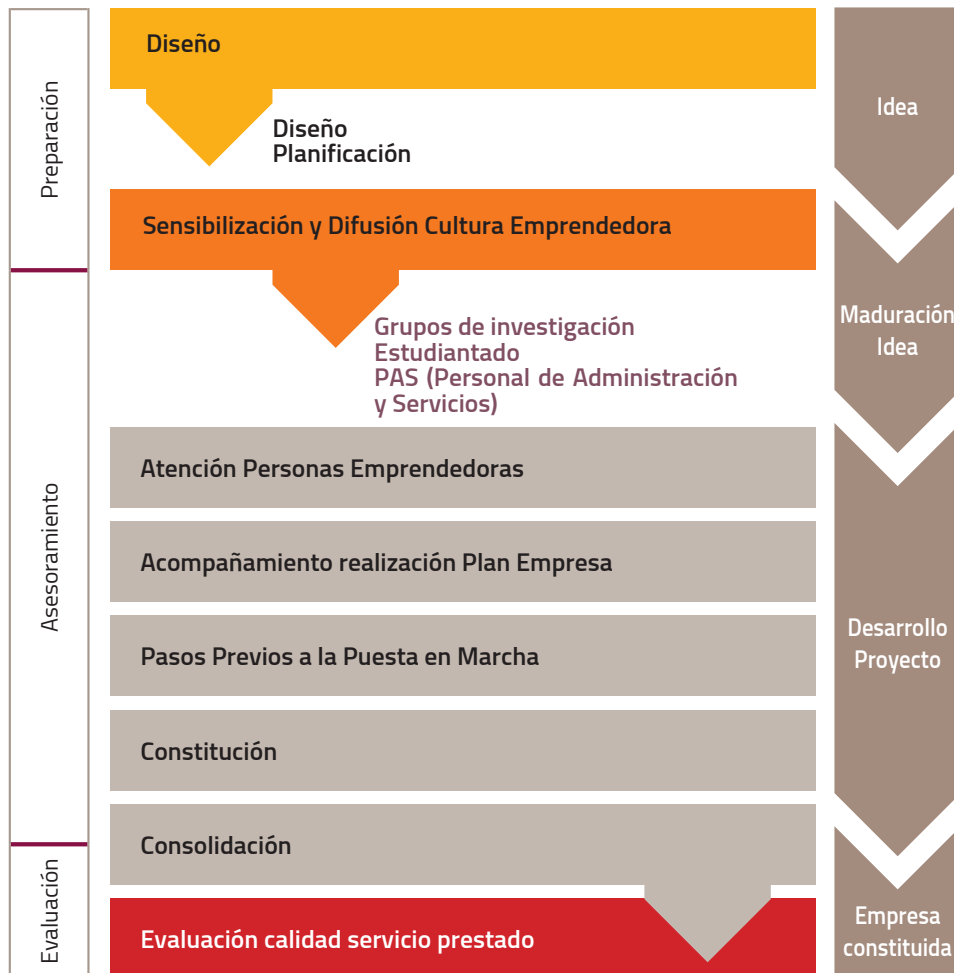 Preparación
Asesoramiento
Evaluación
Diseño
Diseño
Planificación
Sensibilización y Difusión Cultura Emprendedora
Grupos de investigación
Estudiantado
PAS (Personal de Administración
y Servicios)
Atención Personas Emprendedoras
Acompañamiento realización Plan Empresa
Pasos Previos a la Puesta en Marcha
Constitución
Consolidación
Evaluación calidad servicio prestado
Idea
Maduración
Idea
Desarrollo
Proyecto
Empresa
constituida